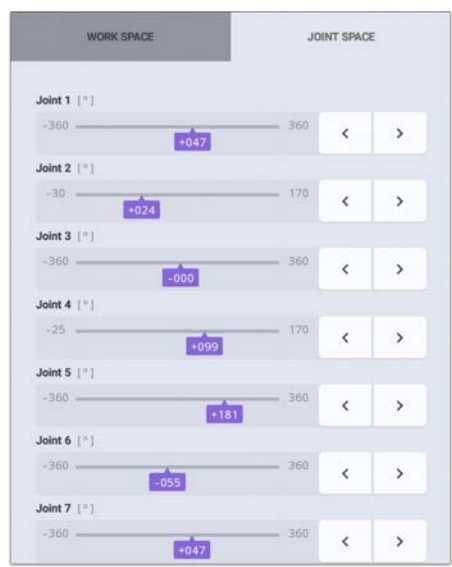 WORK SPACE JOINT SPACE
Joint 1 [°]
-360 360
+047
Joint 2 [°]
-30 170
+024
Joint 3 [°]
-360 360
-000
Joint 4 [°]
-25 170
+099
Joint 5 [°]
-360 360
+181
Joint 6 [°]
-360 360
-055
Joint 7 [°]
-360 360
+047